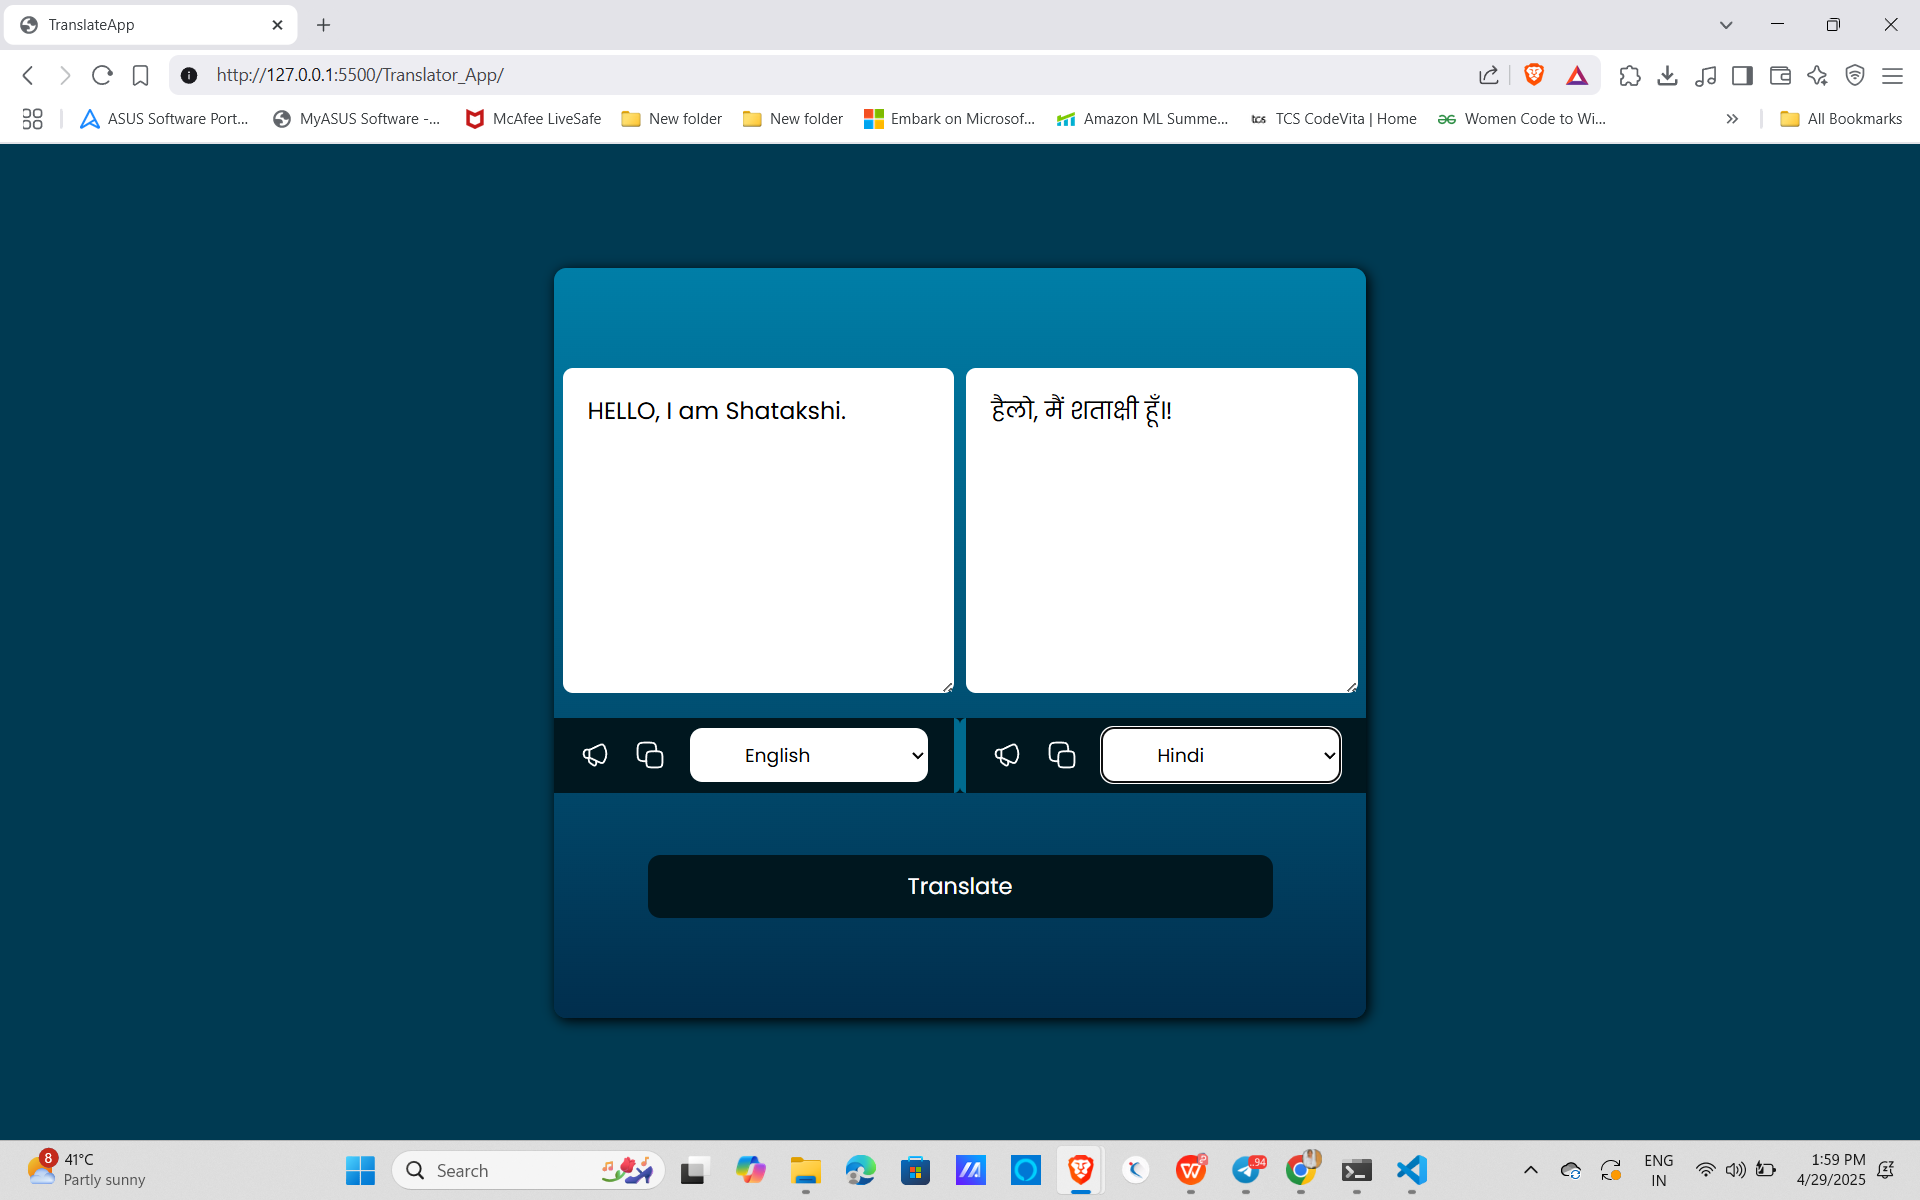 TranslateApp
http://127.0.0.1:5500/Translator_App/
ASUS Software Port...
MyASUS Software -...
McAfee LiveSafe
New folder
New folder
Embark on Microsof...
Amazon ML Summe...
TCS CodeVita | Home
Women Code to Wi...
All Bookmarks
HELLO, I am Shatakshi.
हैलो, मैं शताक्षी हूँ।!
English
Hindi
Translate
8
41°C
Partly sunny
Search
94
ENG
IN
1:59 PM
4/29/2025